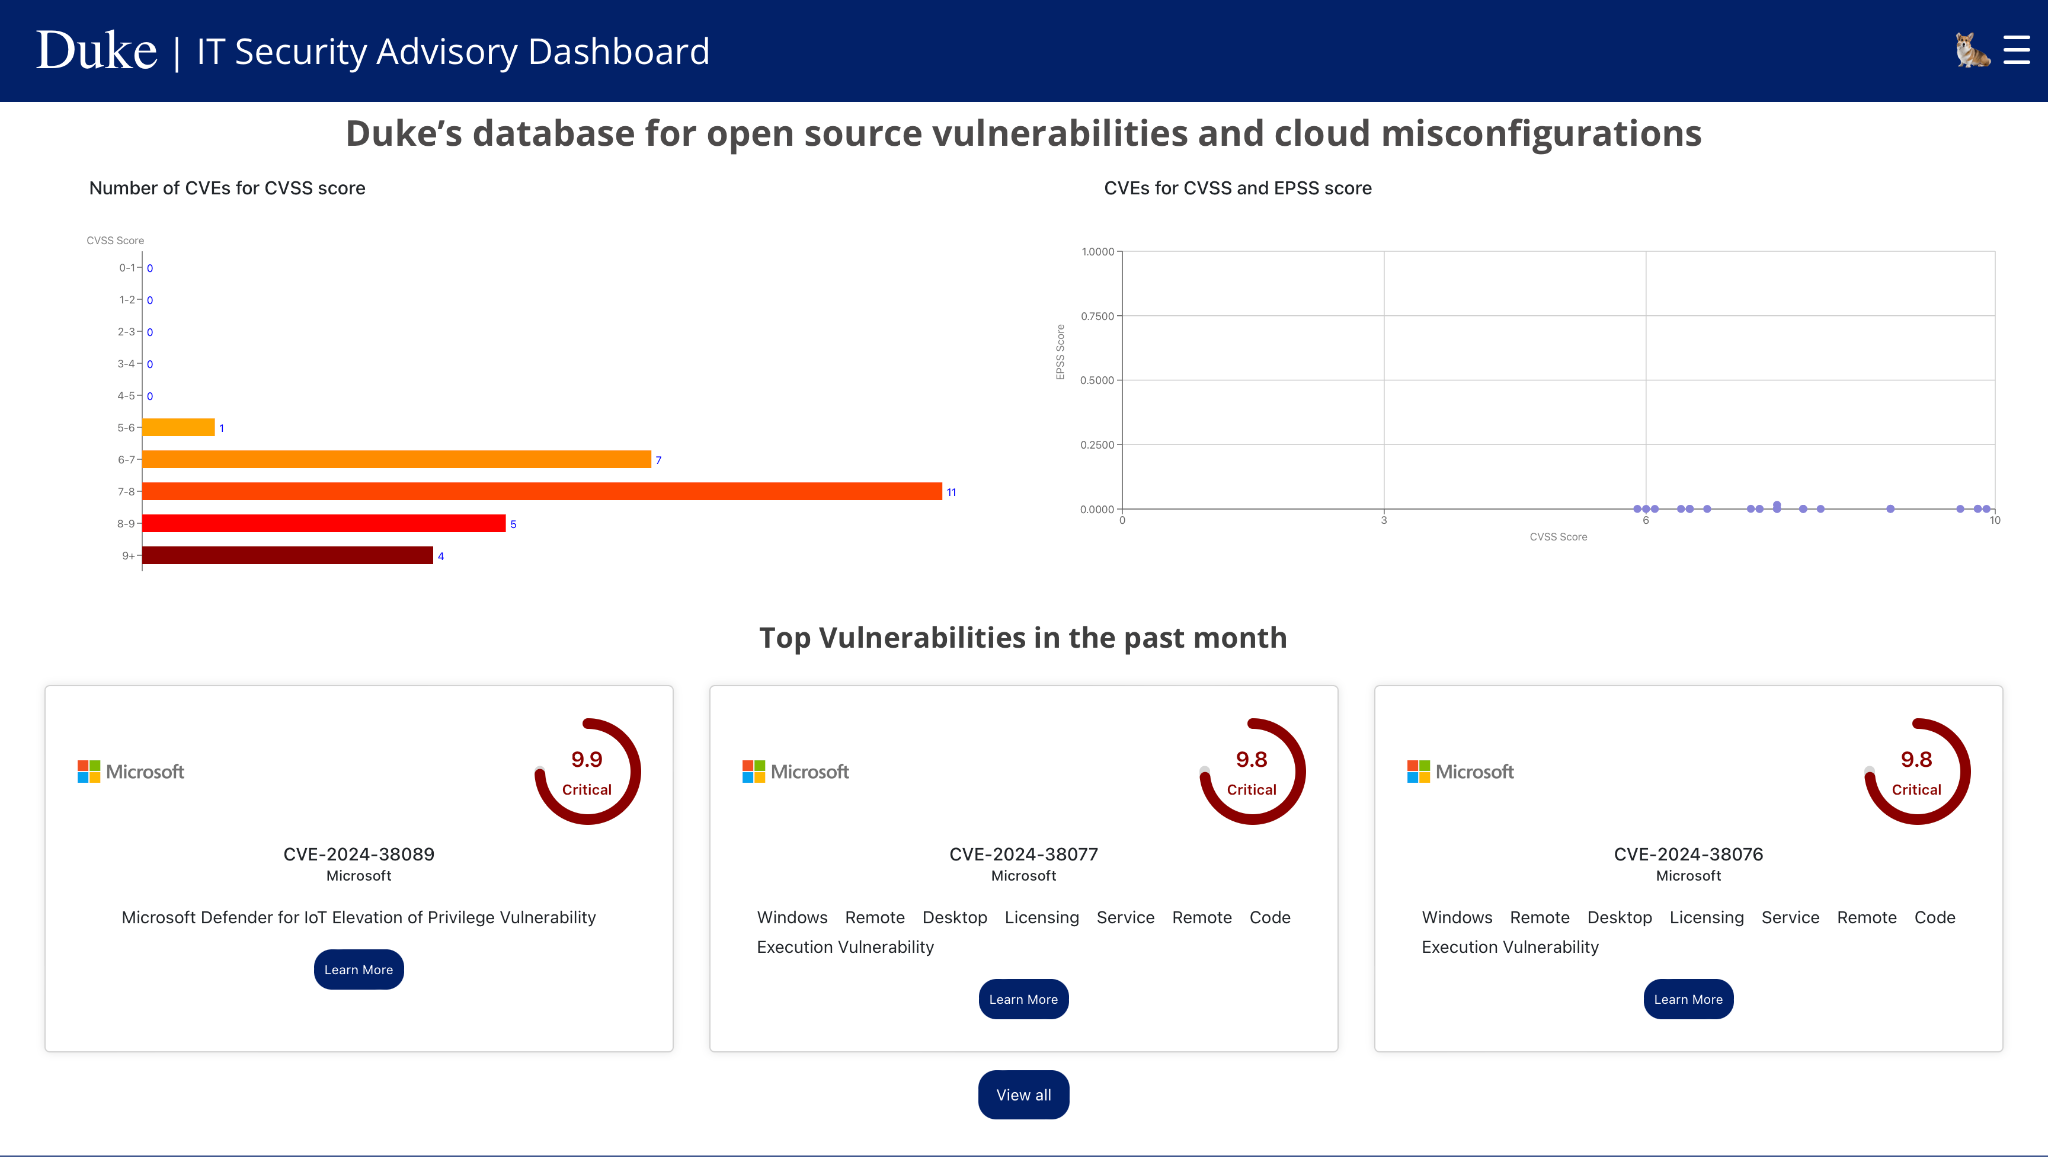 Duke | IT Security Advisory Dashboard
Duke’s database for open source vulnerabilities and cloud misconfigurations
Number of CVEs for CVSS score
CVSS Score
0-1 0
1-2 0
2-3 0
3-4 0
4-5 0
5-6 1
6-7 7
7-8 11
8-9 5
9+ 4
CVEs for CVSS and EPSS score
1.0000
0.7500
0.5000
0.2500
0.0000
EPSS Score
0 3 6 10
CVSS Score
Top Vulnerabilities in the past month
Microsoft
9.9
Critical
CVE-2024-38089
Microsoft
Microsoft Defender for IoT Elevation of Privilege Vulnerability
Learn More
Microsoft
9.8
Critical
CVE-2024-38077
Microsoft
Windows Remote Desktop Licensing Service Remote Code
Execution Vulnerability
Learn More
Microsoft
9.8
Critical
CVE-2024-38076
Microsoft
Windows Remote Desktop Licensing Service Remote Code
Execution Vulnerability
Learn More
View all